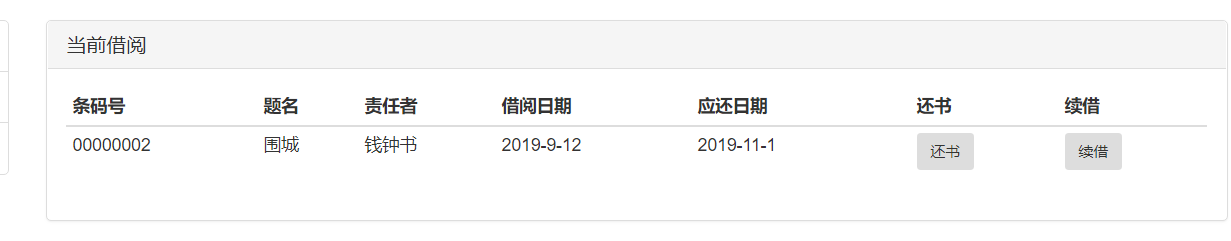 当前借阅
条码号 题名 责任者 借阅日期 应还日期 还书 续借
00000002 围城 钱钟书 2019-9-12 2019-11-1 还书 续借